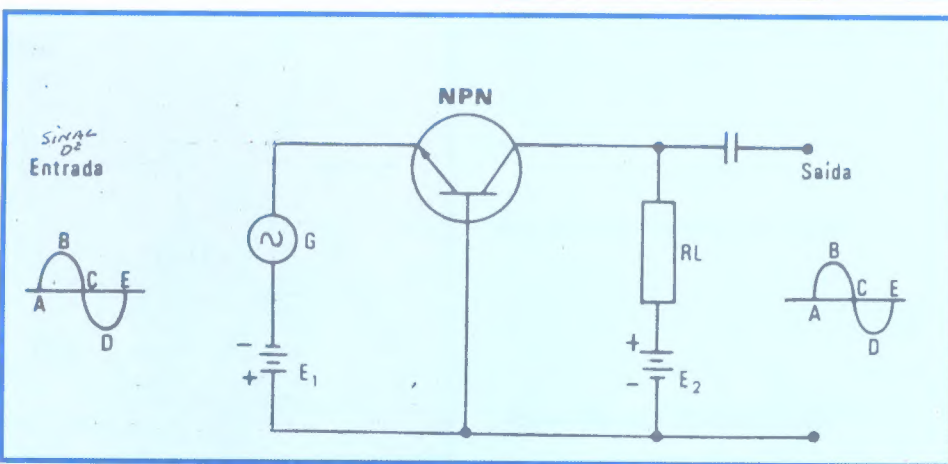 NPN
SINAL
DE
Entrada
B
A
C
E
D
G
-
+
E1
RL
+
-
E2
Saída
B
A
C
E
D